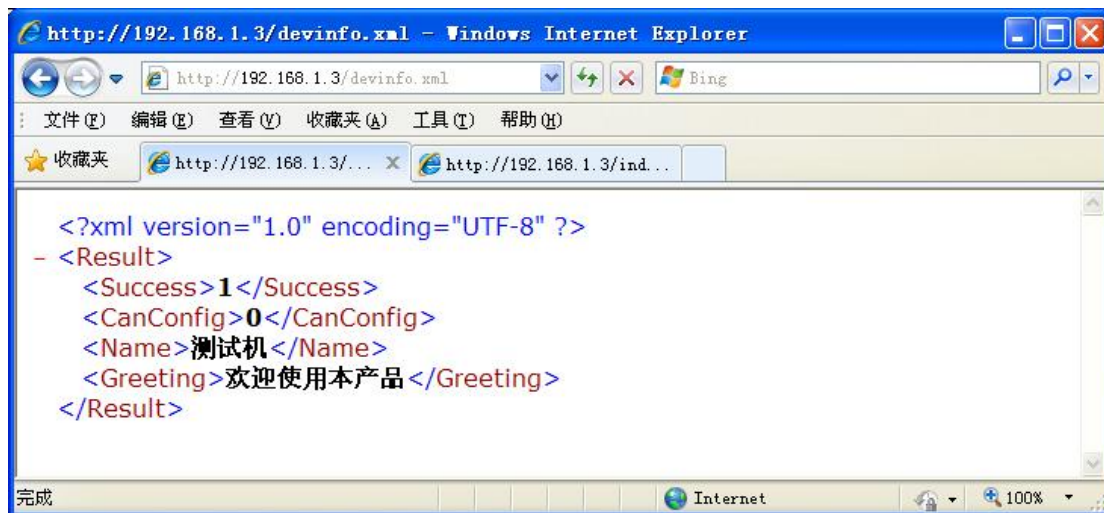 http://192.168.1.3/devinfo.xml - Windows Internet Explorer
http://192.168.1.3/devinfo.xml Bing
文件(F) 编辑(E) 查看(V) 收藏夹(A) 工具(T) 帮助(H)
收藏夹 http://192.168.1.3/... X http://192.168.1.3/ind...
<?xml version="1.0" encoding="UTF-8" ?>
- <Result>
<Success>1</Success>
<CanConfig>0</CanConfig>
<Name>测试机</Name>
<Greeting>欢迎使用本产品</Greeting>
</Result>
完成 Internet 100%